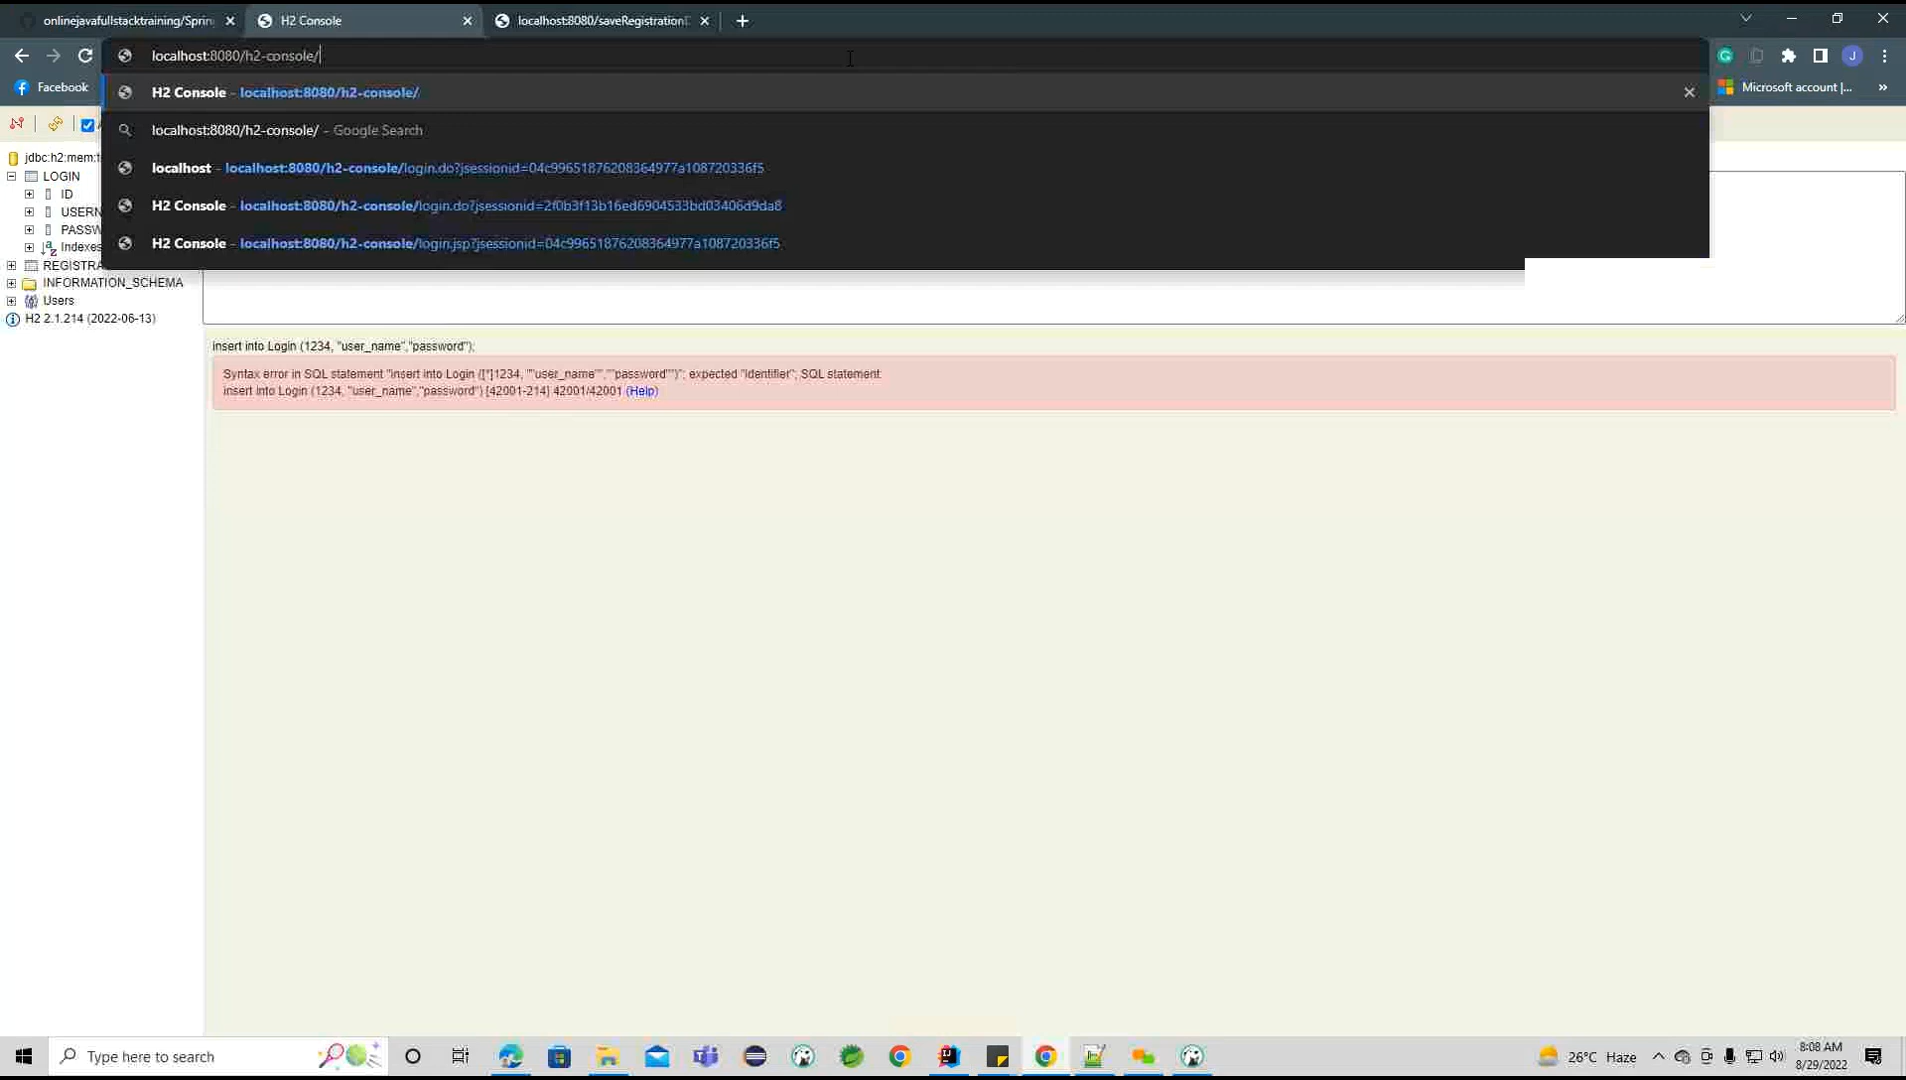 onlinejavafullstacktraining/Sprin
H2 Console
localhost:8080/saveRegistration
localhost:8080/h2-console/
Facebook
Microsoft account |...
»
H2 Console - localhost:8080/h2-console/
localhost:8080/h2-console/ - Google Search
localhost - localhost:8080/h2-console/login.do?jsessionid=04c99651876208364977a108720336f5
H2 Console - localhost:8080/h2-console/login.do?jsessionid=2f0b3f13b16ed6904533bd03406d9da8
H2 Console - localhost:8080/h2-console/login.jsp?jsessionid=04c99651876208364977a108720336f5
jdbc:h2:mem:t
LOGIN
ID
USERN
PASSW
Indexes
REGISTRA
INFORMATION_SCHEMA
Users
H2 2.1.214 (2022-06-13)
insert into Login (1234, "user_name","password");
Syntax error in SQL statement "insert into Login ([*]1234, ""user_name"",""password"")"; expected "identifier"; SQL statement:
insert into Login (1234, "user_name","password") [42001-214] 42001/42001 (Help)
Type here to search
26°C Haze
8:08 AM
8/29/2022